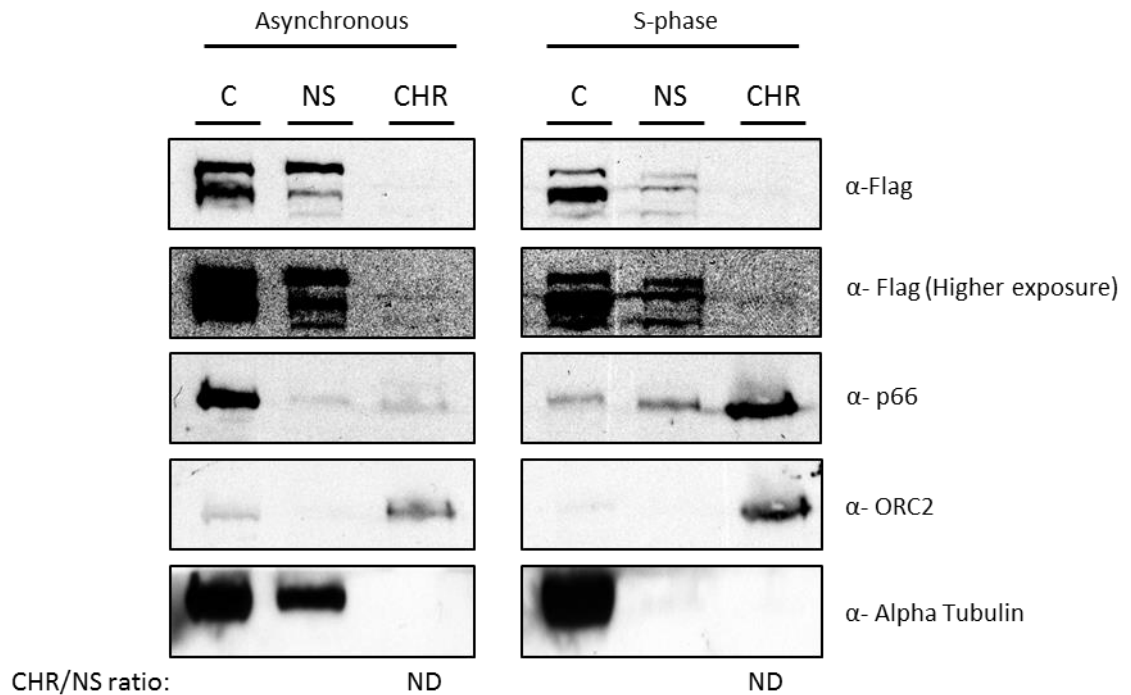 Asynchronous S-phase
C NS CHR C NS CHR
α-Flag
α- Flag (Higher exposure)
α- p66
α- ORC2
α- Alpha Tubulin
CHR/NS ratio: ND ND